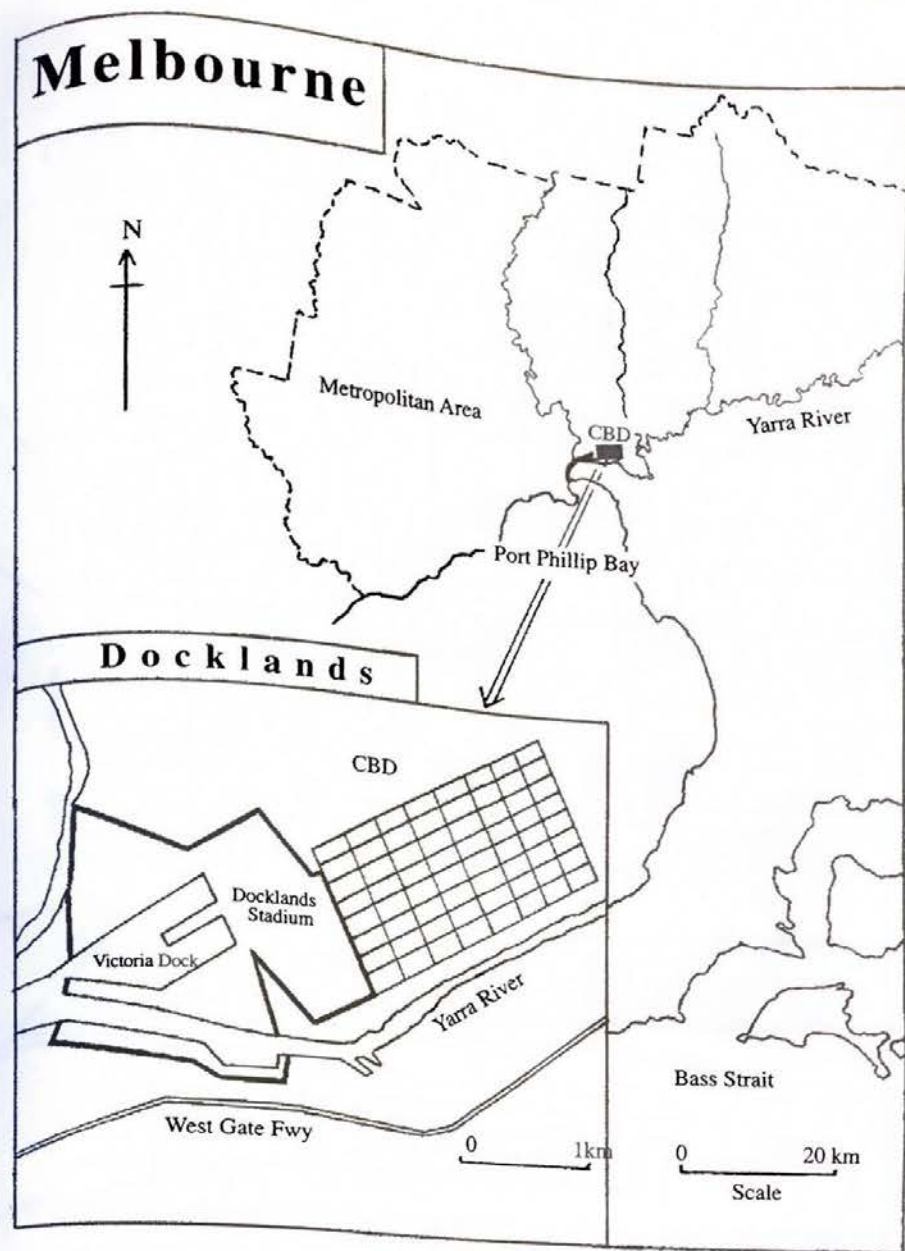 Melbourne
N
Metropolitan Area
CBD
Yarra River
Port Phillip Bay
Docklands
CBD
Docklands
Stadium
Victoria Dock
Yarra River
Bass Strait
West Gate Fwy
0 1km
0 20 km
Scale